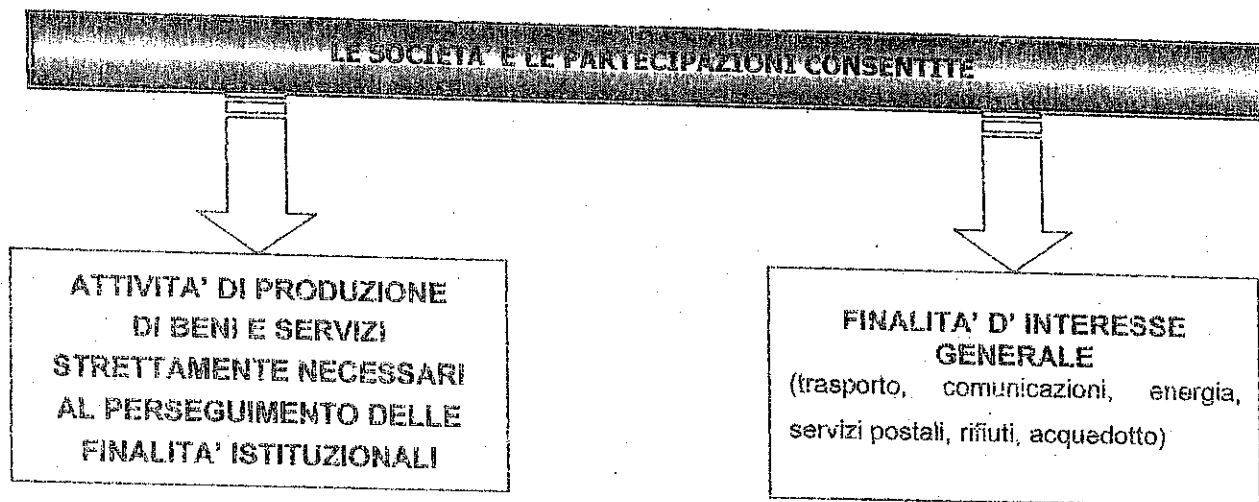 LE SOCIETA' E LE PARTECIPAZIONI CONSENTITE
ATTIVITA' DI PRODUZIONE
DI BENI E SERVIZI
STRETTAMENTE NECESSARI
AL PERSEGUIMENTO DELLE
FINALITA' ISTITUZIONALI
FINALITA' D' INTERESSE
GENERALE
(trasporto, comunicazioni, energia,
servizi postali, rifiuti, acquedotto)